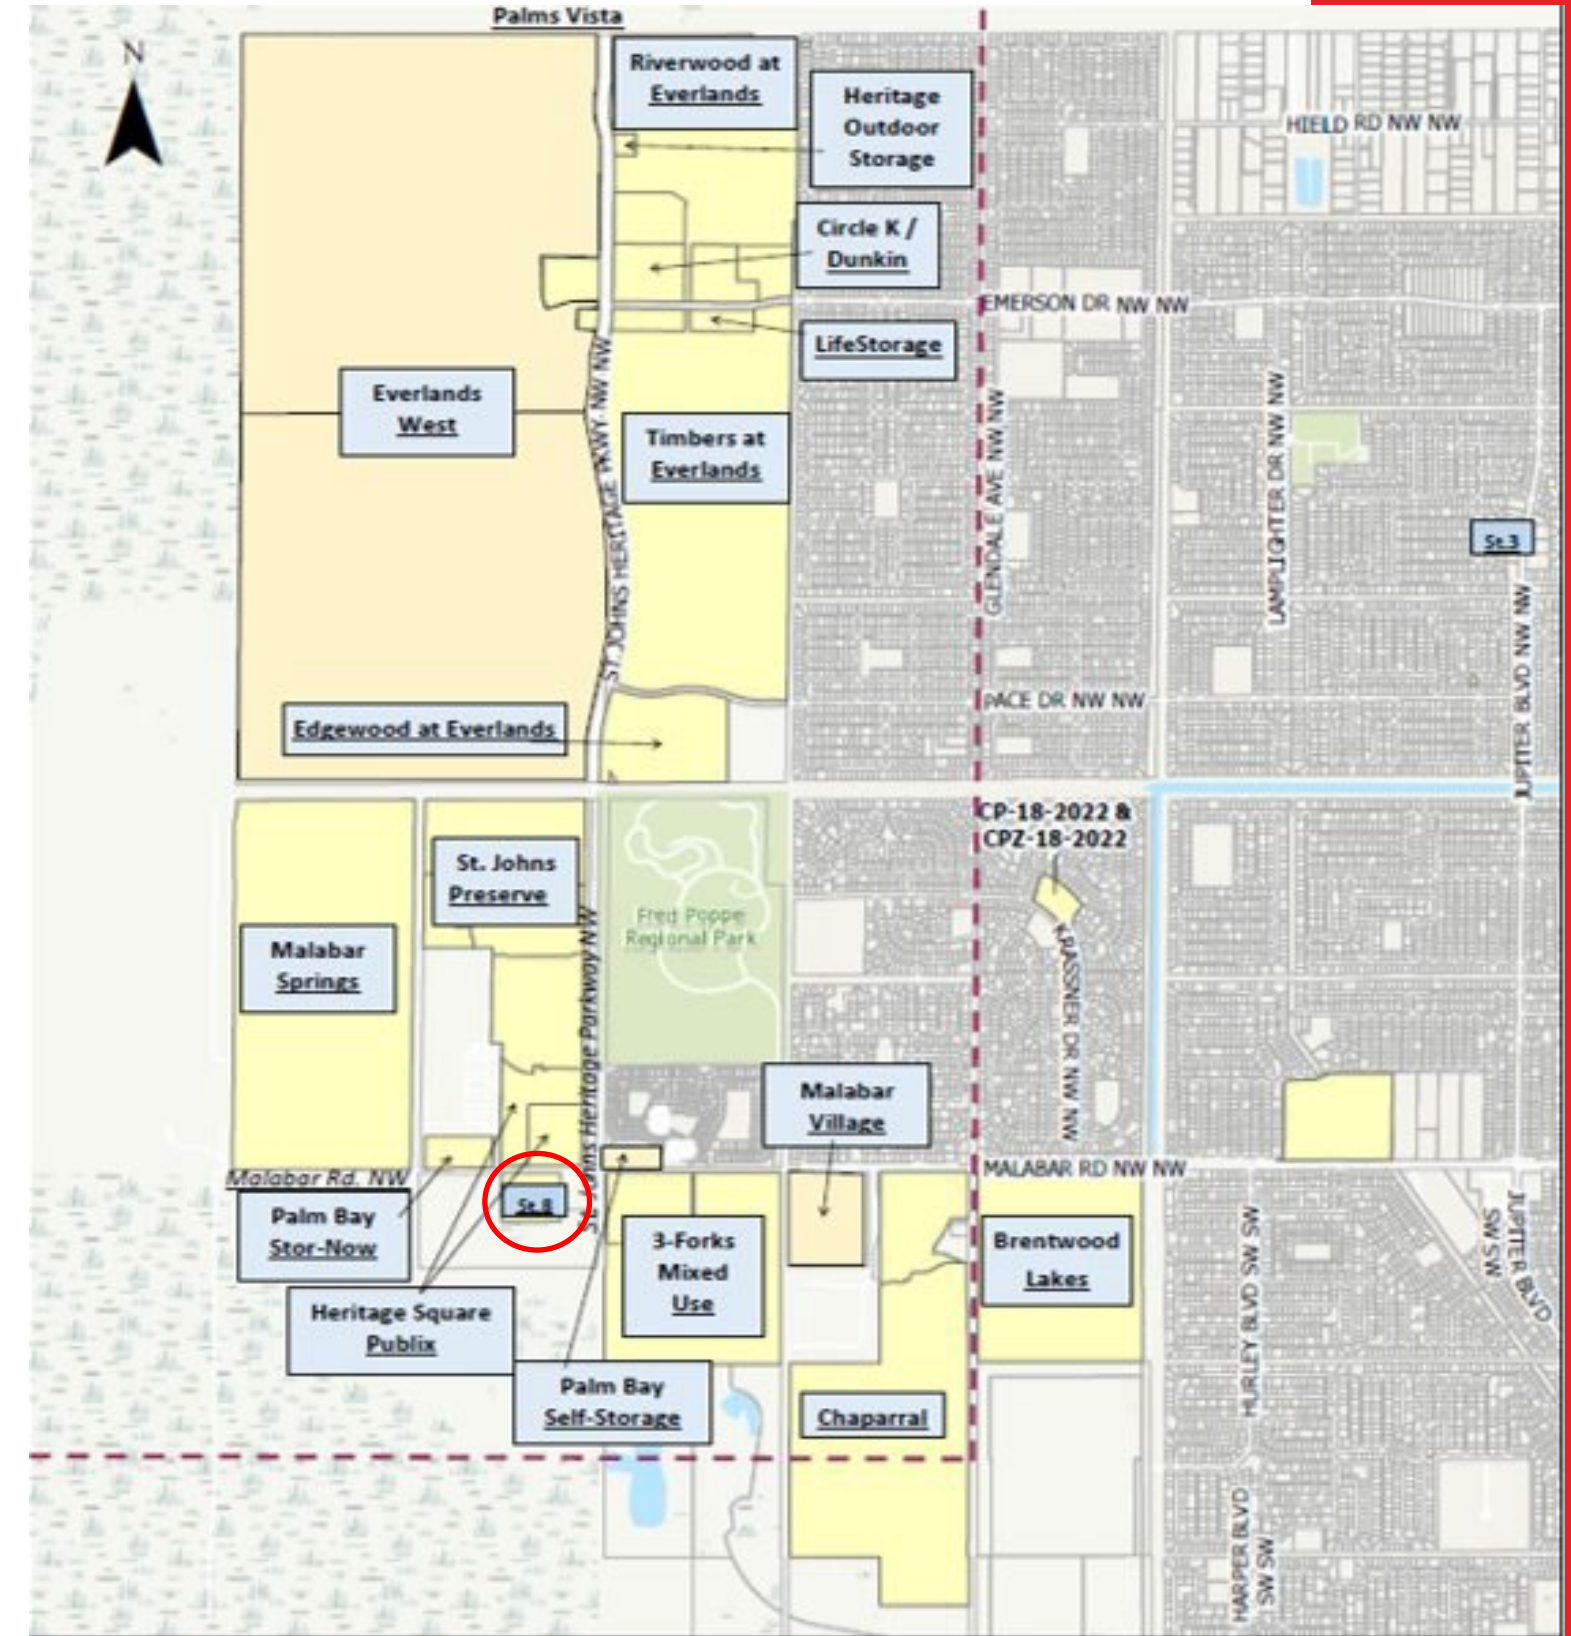 Palms Vista
N
Riverwood at
Everlands
Heritage
Outdoor
Storage
HIELD RD NW NW
Circle K /
Dunkin
EMERSON DR NW NW
LifeStorage
Everlands
West
Timbers at
Everlands
ST. JOHNS HERITAGE PKWY NW NW
GLENDALE AVE NW NW
LAMPLIGHTER DR NW NW
St.3
JUPITER BLVD NW NW
PACE DR NW NW
Edgewood at Everlands
CP-18-2022 &
CPZ-18-2022
St. Johns
Preserve
Fred Poppe
Regional Park
Malabar
Springs
St. Johns Heritage Parkway NW
KRASSNER DR NW NW
Malabar
Village
MALABAR RD NW NW
Malabar Rd. NW
St.8
Palm Bay
Stor-Now
3-Forks
Mixed
Use
Brentwood
Lakes
JUPITER BLVD
SW SW
HURLEY BLVD SW SW
Heritage Square
Publix
Palm Bay
Self-Storage
Chaparral
HARPER BLVD
SW SW